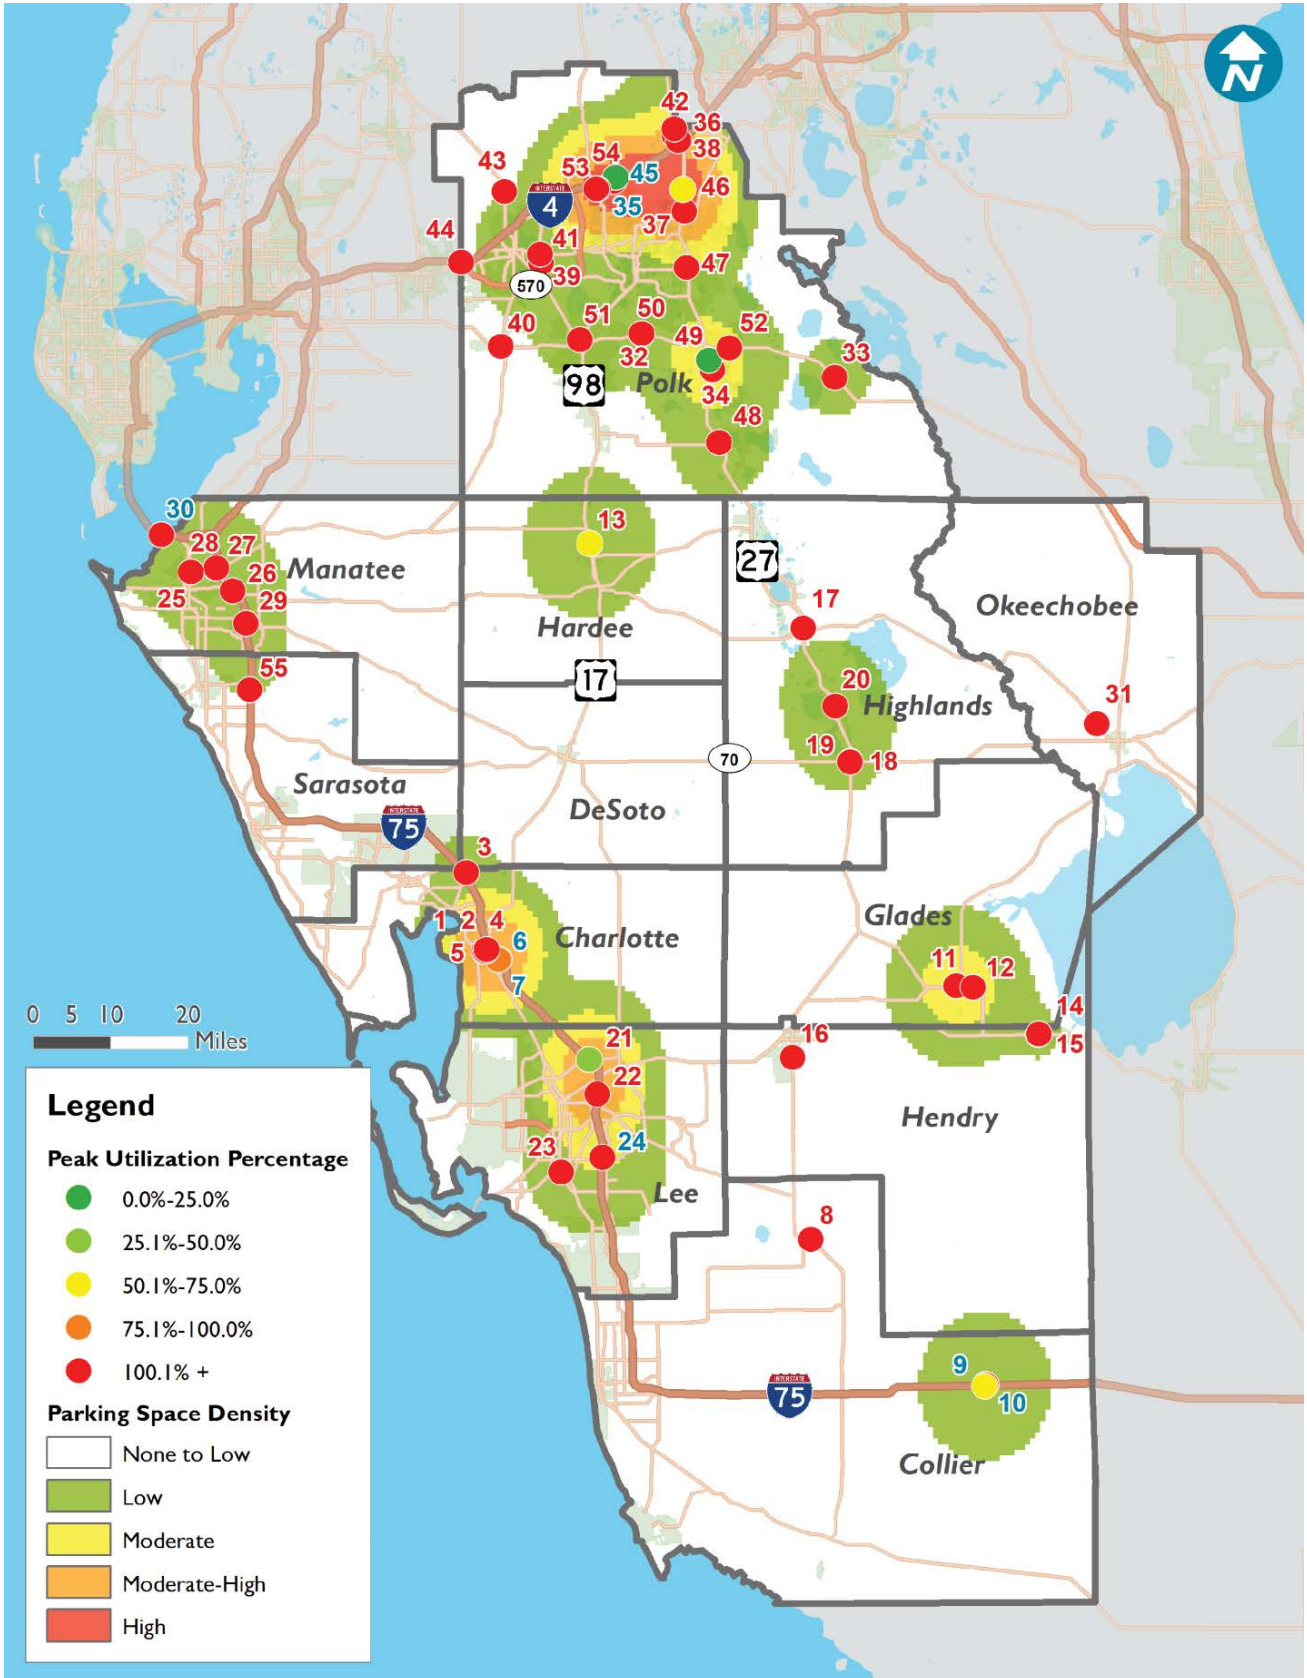 N
42
36
38
43
54
53
45
46
INTERSTATE
4
35
37
44
41
47
39
570
51
50
49
52
40
32
33
98
Polk
34
48
30
13
28
27
27
Manatee
26
25
29
17
Okeechobee
Hardee
55
17
20
Highlands
31
19
18
70
Sarasota
DeSoto
INTERSTATE
75
3
Glades
1
2
4
6
Charlotte
5
11
12
7
0
5
10
20
Miles
14
21
16
15
22
Hendry
24
23
Lee
8
9
INTERSTATE
75
10
Collier
Legend
Peak Utilization Percentage
0.0%-25.0%
25.1%-50.0%
50.1%-75.0%
75.1%-100.0%
100.1% +
Parking Space Density
None to Low
Low
Moderate
Moderate-High
High